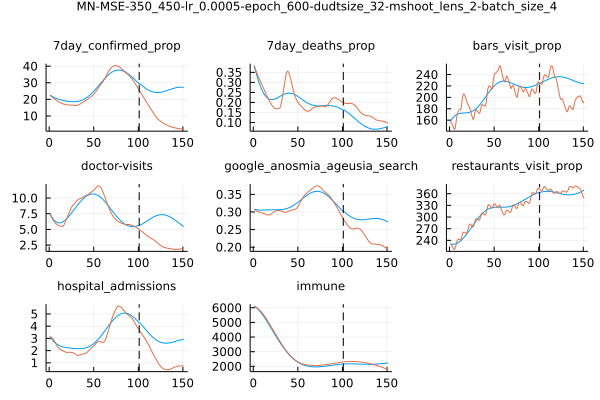 MN-MSE-350_450-lr_0.0005-epoch_600-dudtsize_32-mshoot_lens_2-batch_size_4
7day_confirmed_prop 7day_deaths_prop bars_visit_prop
40 0.35 240
30 0.30 220
20 0.25 200
10 0.20 180
0.15 160
0.10
0 50 100 150 0 50 100 150 0 50 100 150
doctor-visits google_anosmia_ageusia_search restaurants_visit_prop
10.0 0.35 360
7.5 0.30 330
5.0 0.25 300
2.5 0.20 270
240
0 50 100 150 0 50 100 150 0 50 100 150
hospital_admissions immune
5 6000
4 5000
3 4000
2 3000
1 2000
0 50 100 150 0 50 100 150